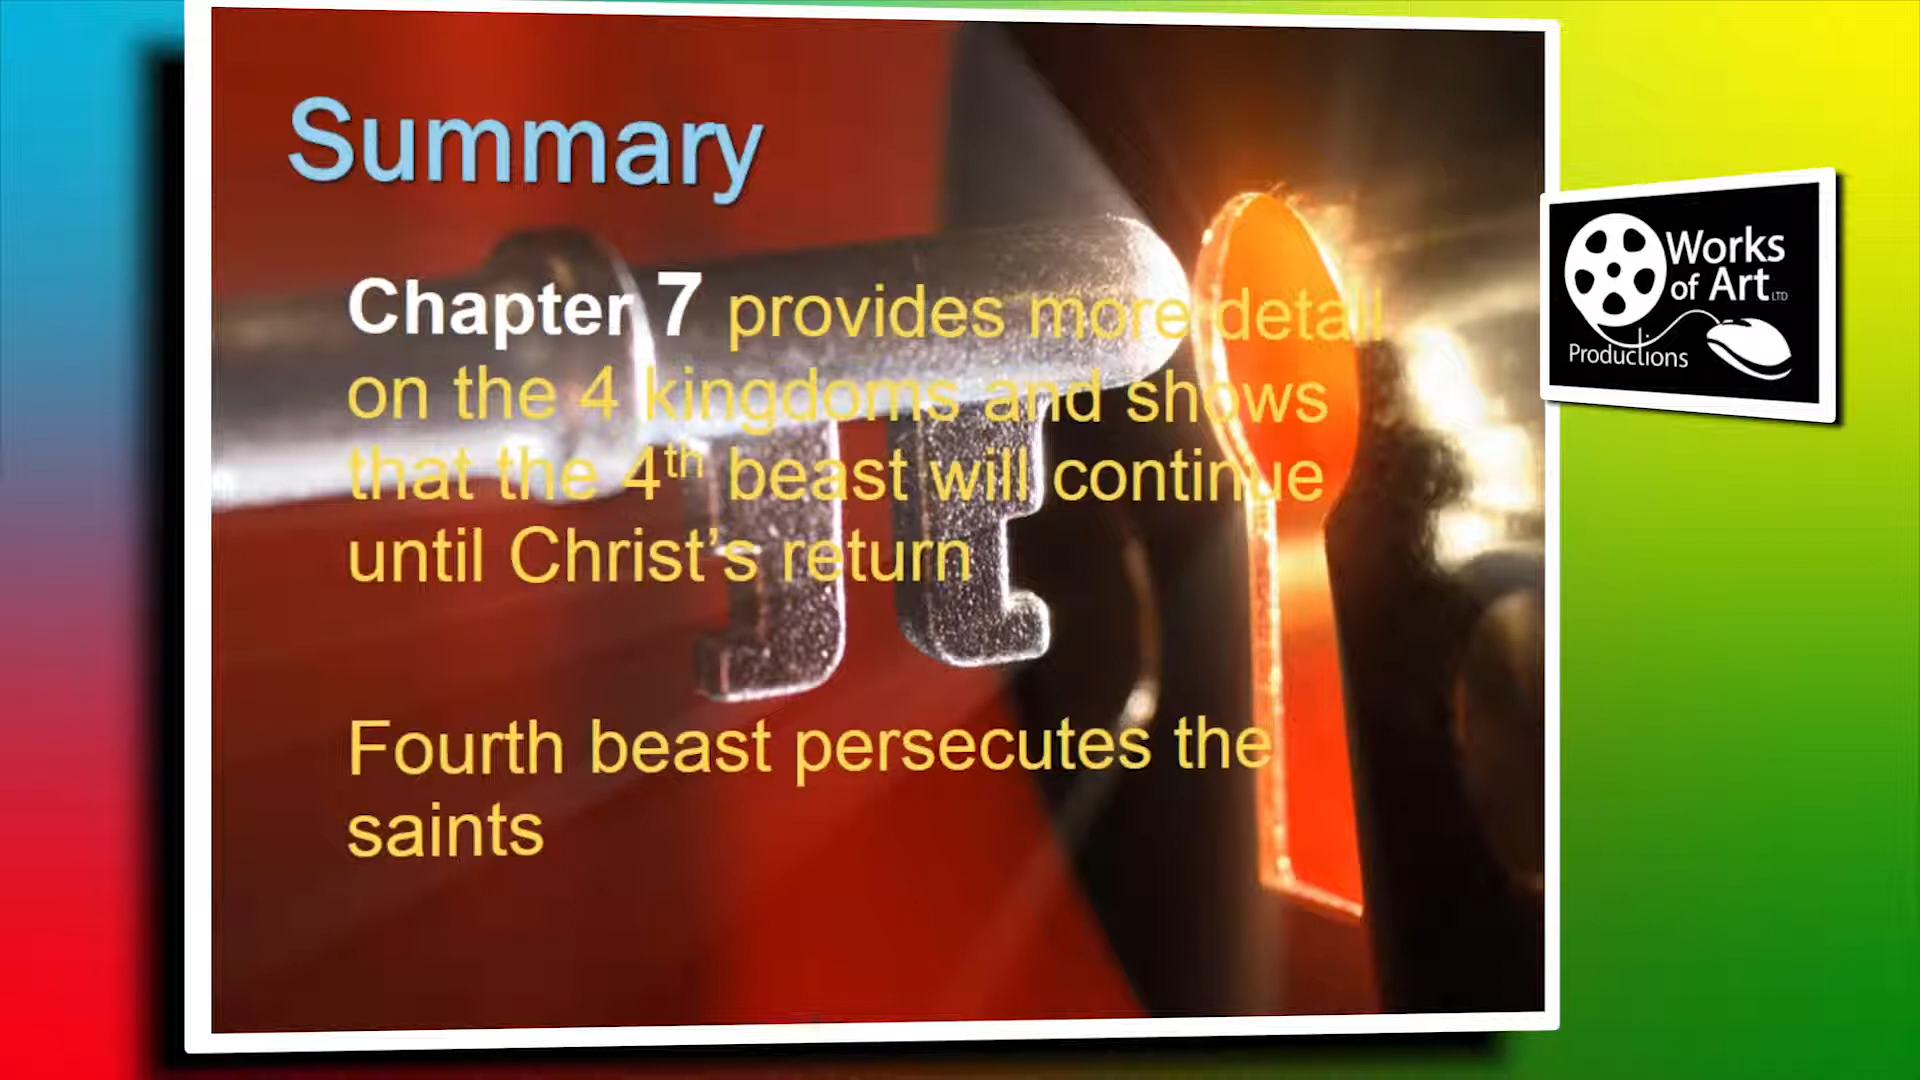 Summary
Chapter 7 provides more detail
on the 4 kingdoms and shows
that the 4th beast will continue
until Christ's return
Fourth beast persecutes the
saints
Works
of Art LTD
Productions